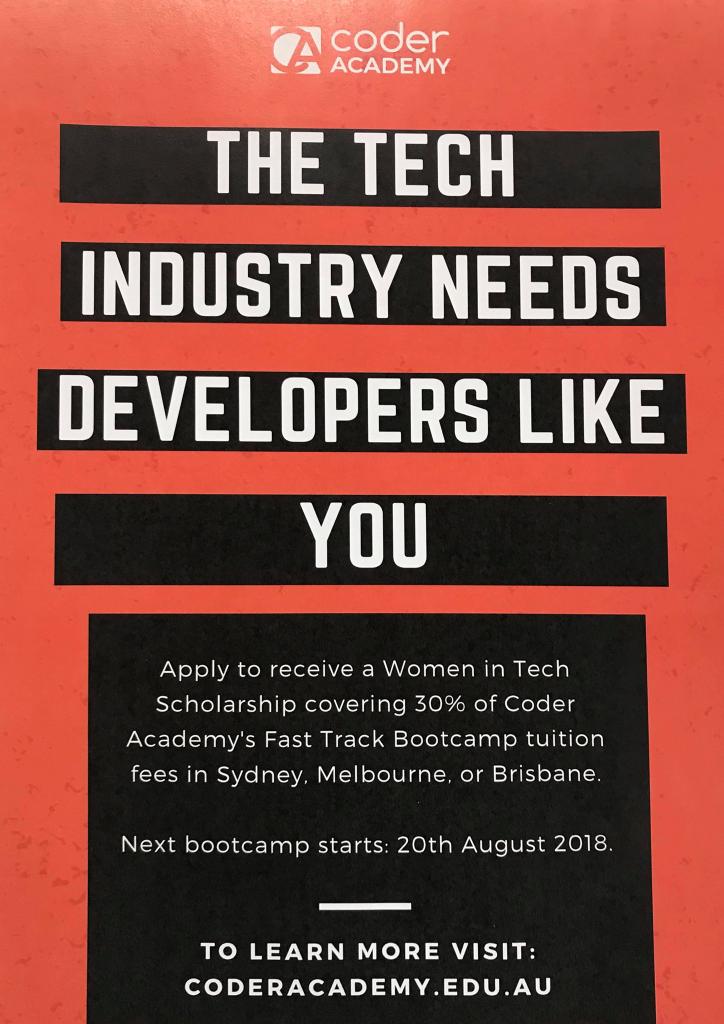 coder
ACADEMY
THE TECH
INDUSTRY NEEDS
DEVELOPERS LIKE
YOU
Apply to receive a Women in Tech
Scholarship covering 30% of Coder
Academy's Fast Track Bootcamp tuition
fees in Sydney, Melbourne, or Brisbane.
Next bootcamp starts: 20th August 2018.
TO LEARN MORE VISIT:
CODERACADEMY.EDU.AU